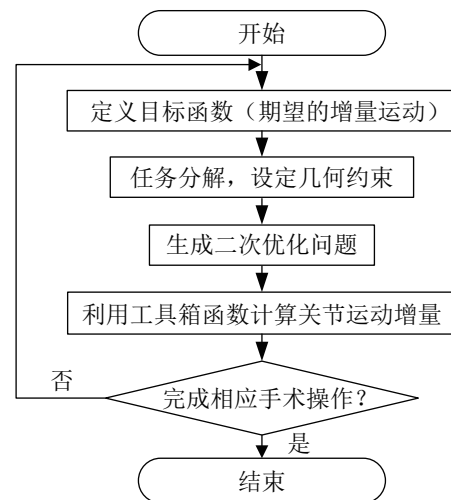 开始
定义目标函数（期望的增量运动）
任务分解，设定几何约束
生成二次优化问题
利用工具箱函数计算关节运动增量
否
完成相应手术操作？
是
结束